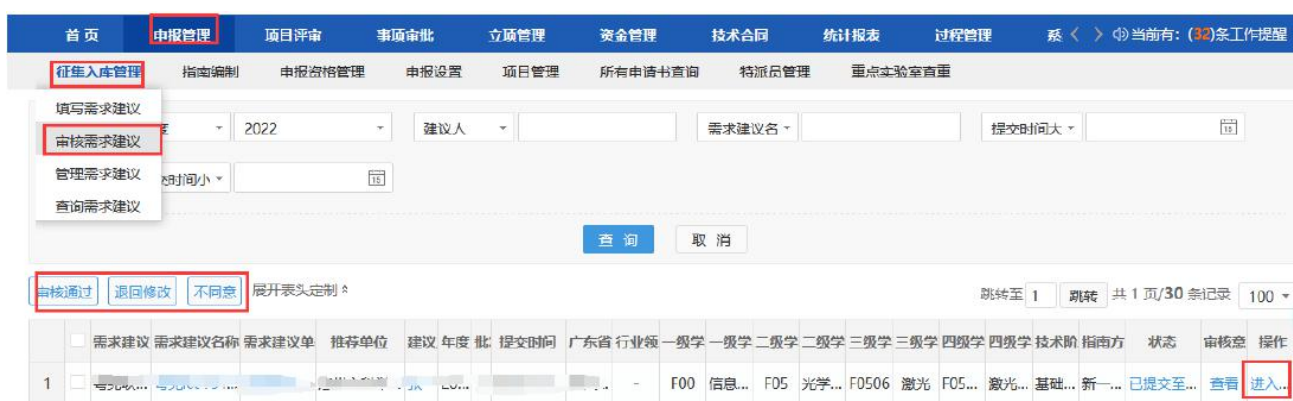 首页 申报管理 项目评审 事项审批 立项管理 资金管理 技术合同 统计报表 过程管理 系 当前有：(32)条工作提醒
征集入库管理 指南编制 申报资格管理 申报设置 项目管理 所有申请书查询 特派员管理 重点实验室查重
填写需求建议
度 2022 建议人 需求建议名 提交时间大
审核需求建议
管理需求建议 交时间小
查询需求建议
查询 取消
审核通过 退回修改 不同意 展开表头定制 跳转至 1 跳转 共1页/30条记录 100
需求建议 需求建议名称 需求建议单 推荐单位 建议 年度 批 提交时间 广东省 行业领 一级学 一级学 二级学 二级学 三级学 三级学 四级学 四级学 技术阶 指南方 状态 审核意 操作
1 - F00 信息... F05 光学... F0506 激光 F05... 激光... 基础... 新一... 已提交至... 查看 进入...